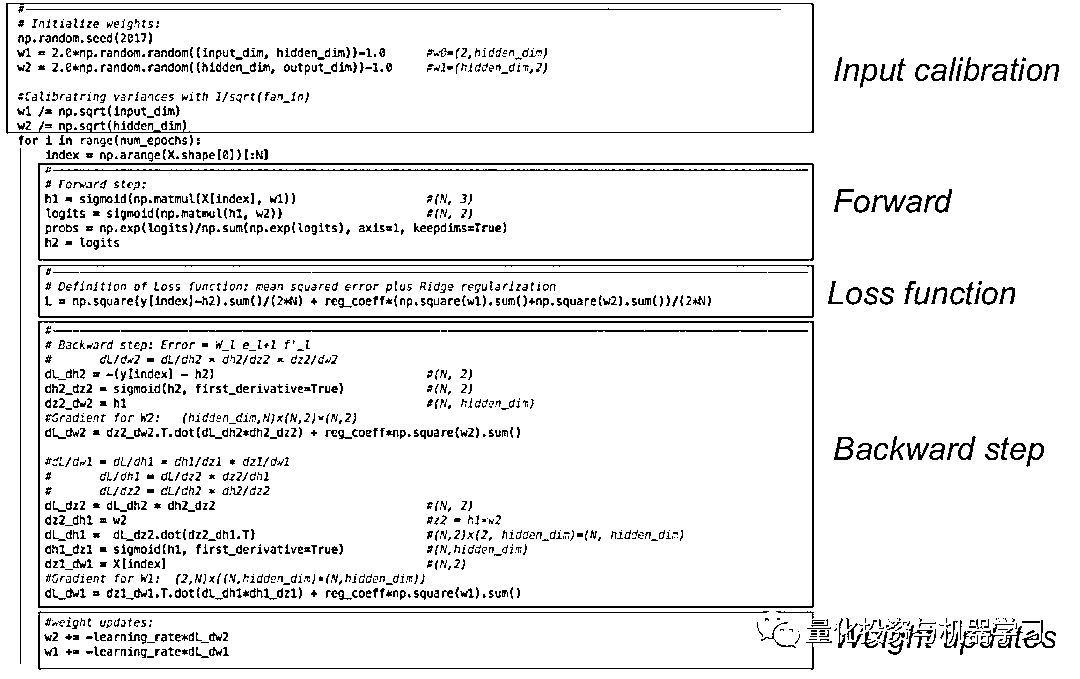 #
# Initialize weights:
np.random.seed(2017)
w1 = 2.0*np.random.random((input_dim, hidden_dim))-1.0 #w0=(2,hidden_dim)
w2 = 2.0*np.random.random((hidden_dim, output_dim))-1.0 #w1=(hidden_dim,2)
#Calibratring variances with 1/sqrt(fan_in)
w1 /= np.sqrt(input_dim)
w2 /= np.sqrt(hidden_dim)
Input calibration
for i in range(num_epochs):
index = np.arange(X.shape[0])[:N]
#
# Forward step:
h1 = sigmoid(np.matmul(X[index], w1)) #(N, 3)
logits = sigmoid(np.matmul(h1, w2)) #(N, 2)
probs = np.exp(logits)/np.sum(np.exp(logits), axis=1, keepdims=True)
h2 = logits
Forward
#
# Definition of Loss function: mean squared error plus Ridge regularization
L = np.square(y[index]-h2).sum()/(2*N) + reg_coeff*(np.square(w1).sum()+np.square(w2).sum())/(2*N)
Loss function
#
# Backward step: Error = W_l e_l+1 f'_l
# dL/dw2 = dL/dh2 * dh2/dz2 * dz2/dw2
dL_dh2 = -(y[index] - h2) #(N, 2)
dh2_dz2 = sigmoid(h2, first_derivative=True) #(N, 2)
dz2_dw2 = h1 #(N, hidden_dim)
#Gradient for W2: (hidden_dim,N)x(N,2)*(N,2)
dL_dw2 = dz2_dw2.T.dot(dL_dh2*dh2_dz2) + reg_coeff*np.square(w2).sum()
#dL/dw1 = dL/dh1 * dh1/dz1 * dz1/dw1
# dL/dh1 = dL/dz2 * dz2/dh1
# dL/dz2 = dL/dh2 * dh2/dz2
dL_dz2 = dL_dh2 * dh2_dz2 #(N, 2)
dz2_dh1 = w2 #z2 = h1*w2
dL_dh1 = dL_dz2.dot(dz2_dh1.T) #(N,2)x(2, hidden_dim)=(N, hidden_dim)
dh1_dz1 = sigmoid(h1, first_derivative=True) #(N,hidden_dim)
dz1_dw1 = X[index] #(N,2)
#Gradient for W1: (2,N)x((N,hidden_dim)*(N,hidden_dim))
dL_dw1 = dz1_dw1.T.dot(dL_dh1*dh1_dz1) + reg_coeff*np.square(w1).sum()
Backward step
#weight updates:
w2 += -learning_rate*dL_dw2
w1 += -learning_rate*dL_dw1
Weight updates
量化投资与机器学习